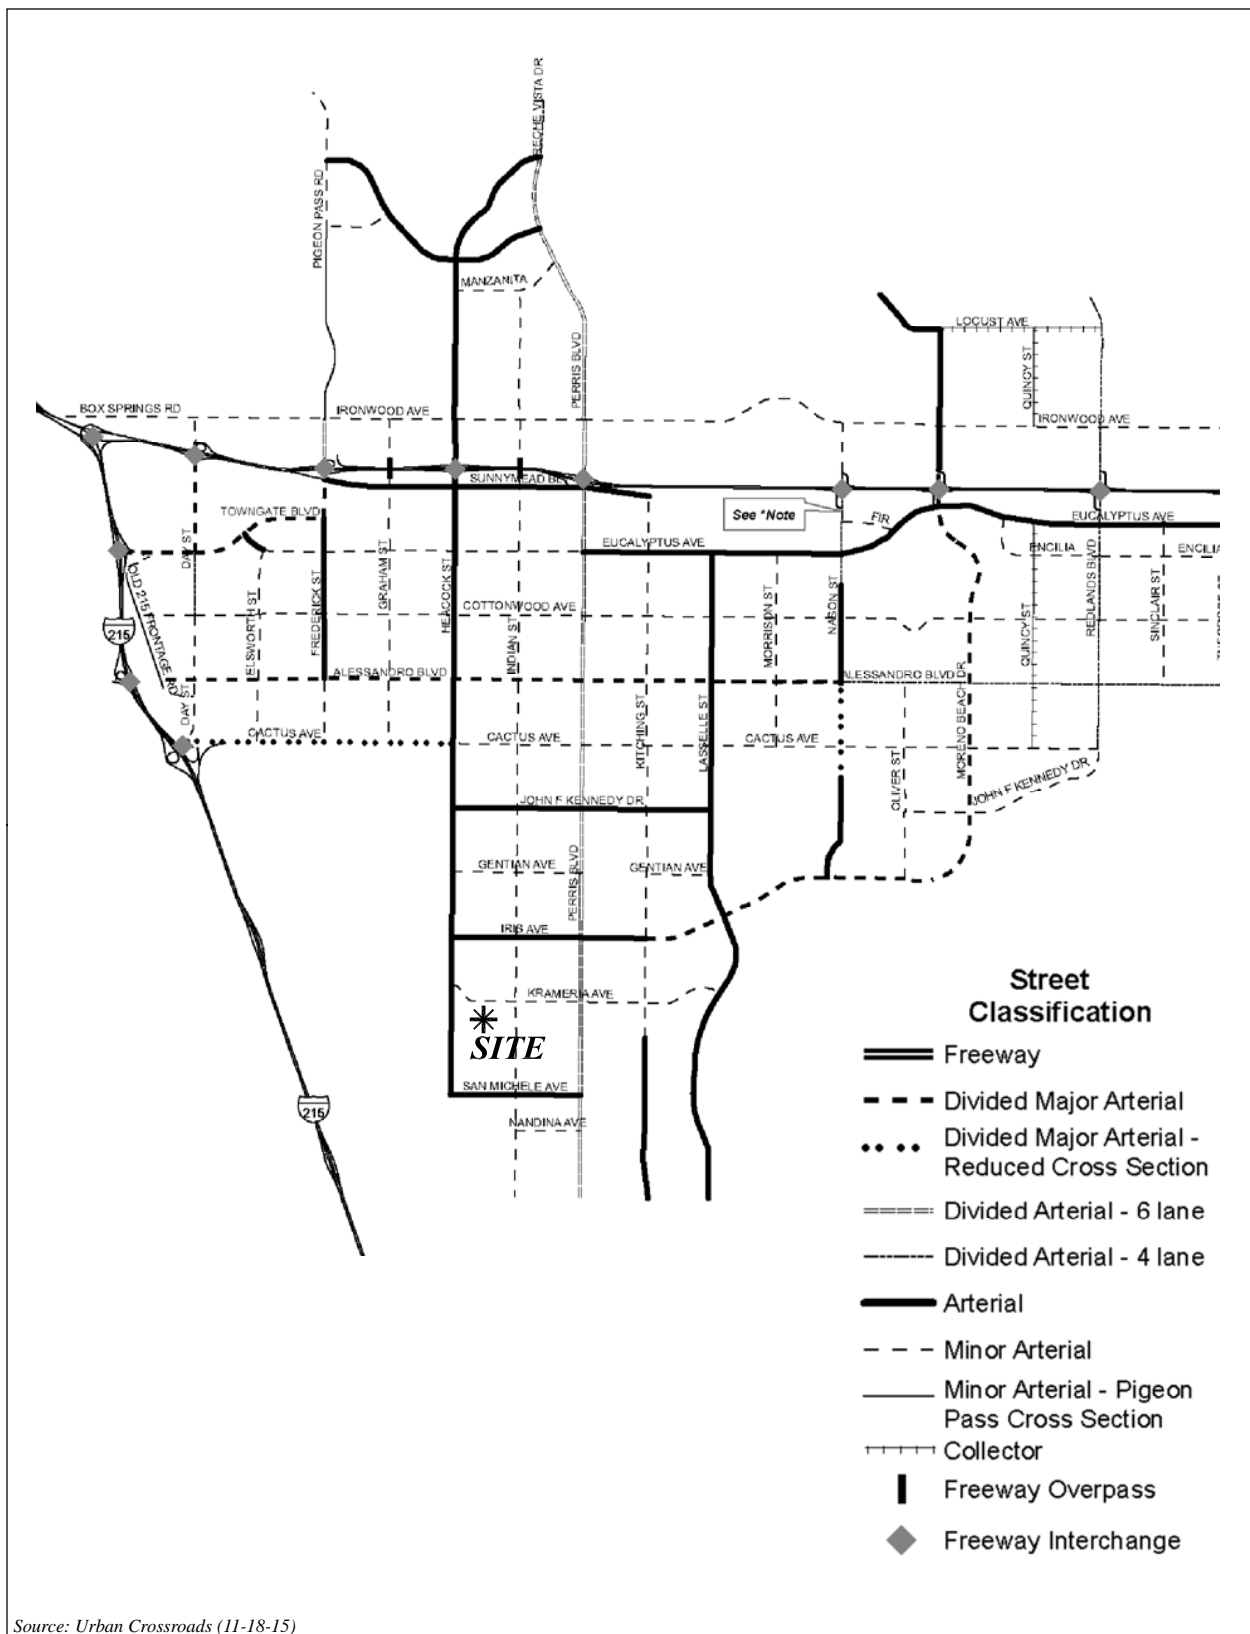 RECHE VISTA DR
PIGEON PASS RD
MANZANITA
PERRIS BLVD
LOCUST AVE
QUINCY ST
BOX SPRINGS RD
IRONWOOD AVE
IRONWOOD AVE
SUNNYMEAD BL
See *Note
TOWNGATE BLVD
FIR
EUCALYPTUS AVE
DAY ST
EUCALYPTUS AVE
ENCILIA
ENCILIA
OLD 215 FRONTAGE RD
ELSWORTH ST
FREDERICK ST
GRAHAM ST
HEACOCK ST
INDIAN ST
COTTONWOOD AVE
MORRISON ST
NASON ST
QUINCY ST
REDLANDS BLVD
SINCLAIR ST
215
ALESSANDRO BLVD
ALESSANDRO BLVD
DAY ST
CACTUS AVE
CACTUS AVE
KITCHING ST
LASSELLE ST
CACTUS AVE
OLIVER ST
MORENO BEACH DR
JOHN F KENNEDY DR
JOHN F KENNEDY DR
GENTIAN AVE
PERRIS BLVD
GENTIAN AVE
IRIS AVE
KRAMERIA AVE
SITE
SAN MICHELE AVE
NANDINA AVE
215
Street
Classification
Freeway
Divided Major Arterial
Divided Major Arterial -
Reduced Cross Section
Divided Arterial - 6 lane
Divided Arterial - 4 lane
Arterial
Minor Arterial
Minor Arterial - Pigeon
Pass Cross Section
Collector
Freeway Overpass
Freeway Interchange
Source: Urban Crossroads (11-18-15)